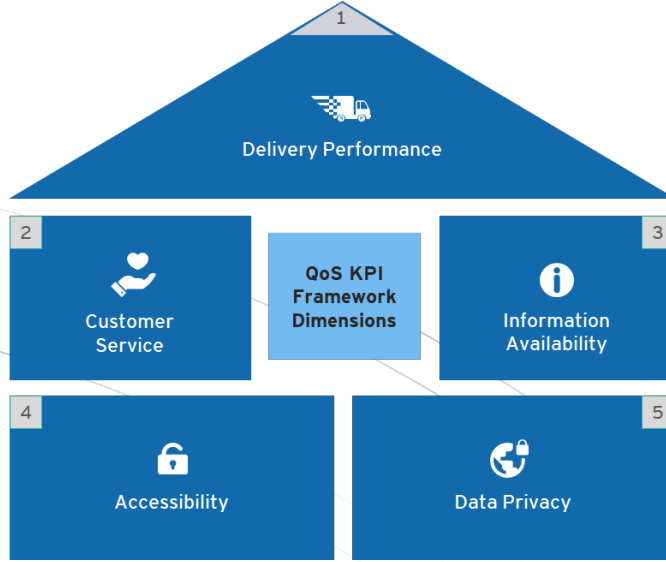 1
Delivery Performance
2
3
QoS KPI
Framework
Dimensions
Customer
Service
Information
Availability
4
5
Accessibility
Data Privacy